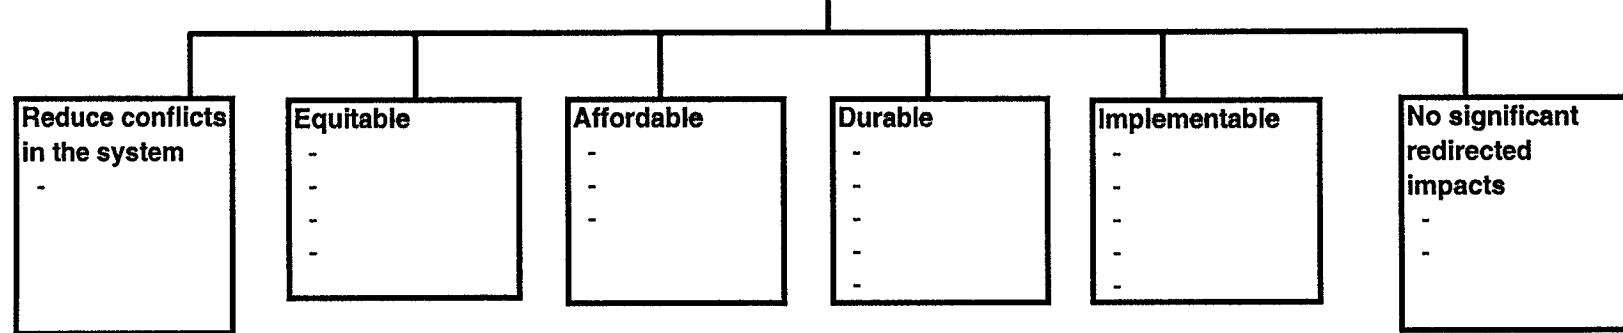 Reduce conflicts
in the system
-
Equitable
-
-
-
-
Affordable
-
-
-
Durable
-
-
-
-
-
Implementable
-
-
-
-
-
No significant
redirected
impacts
-
-